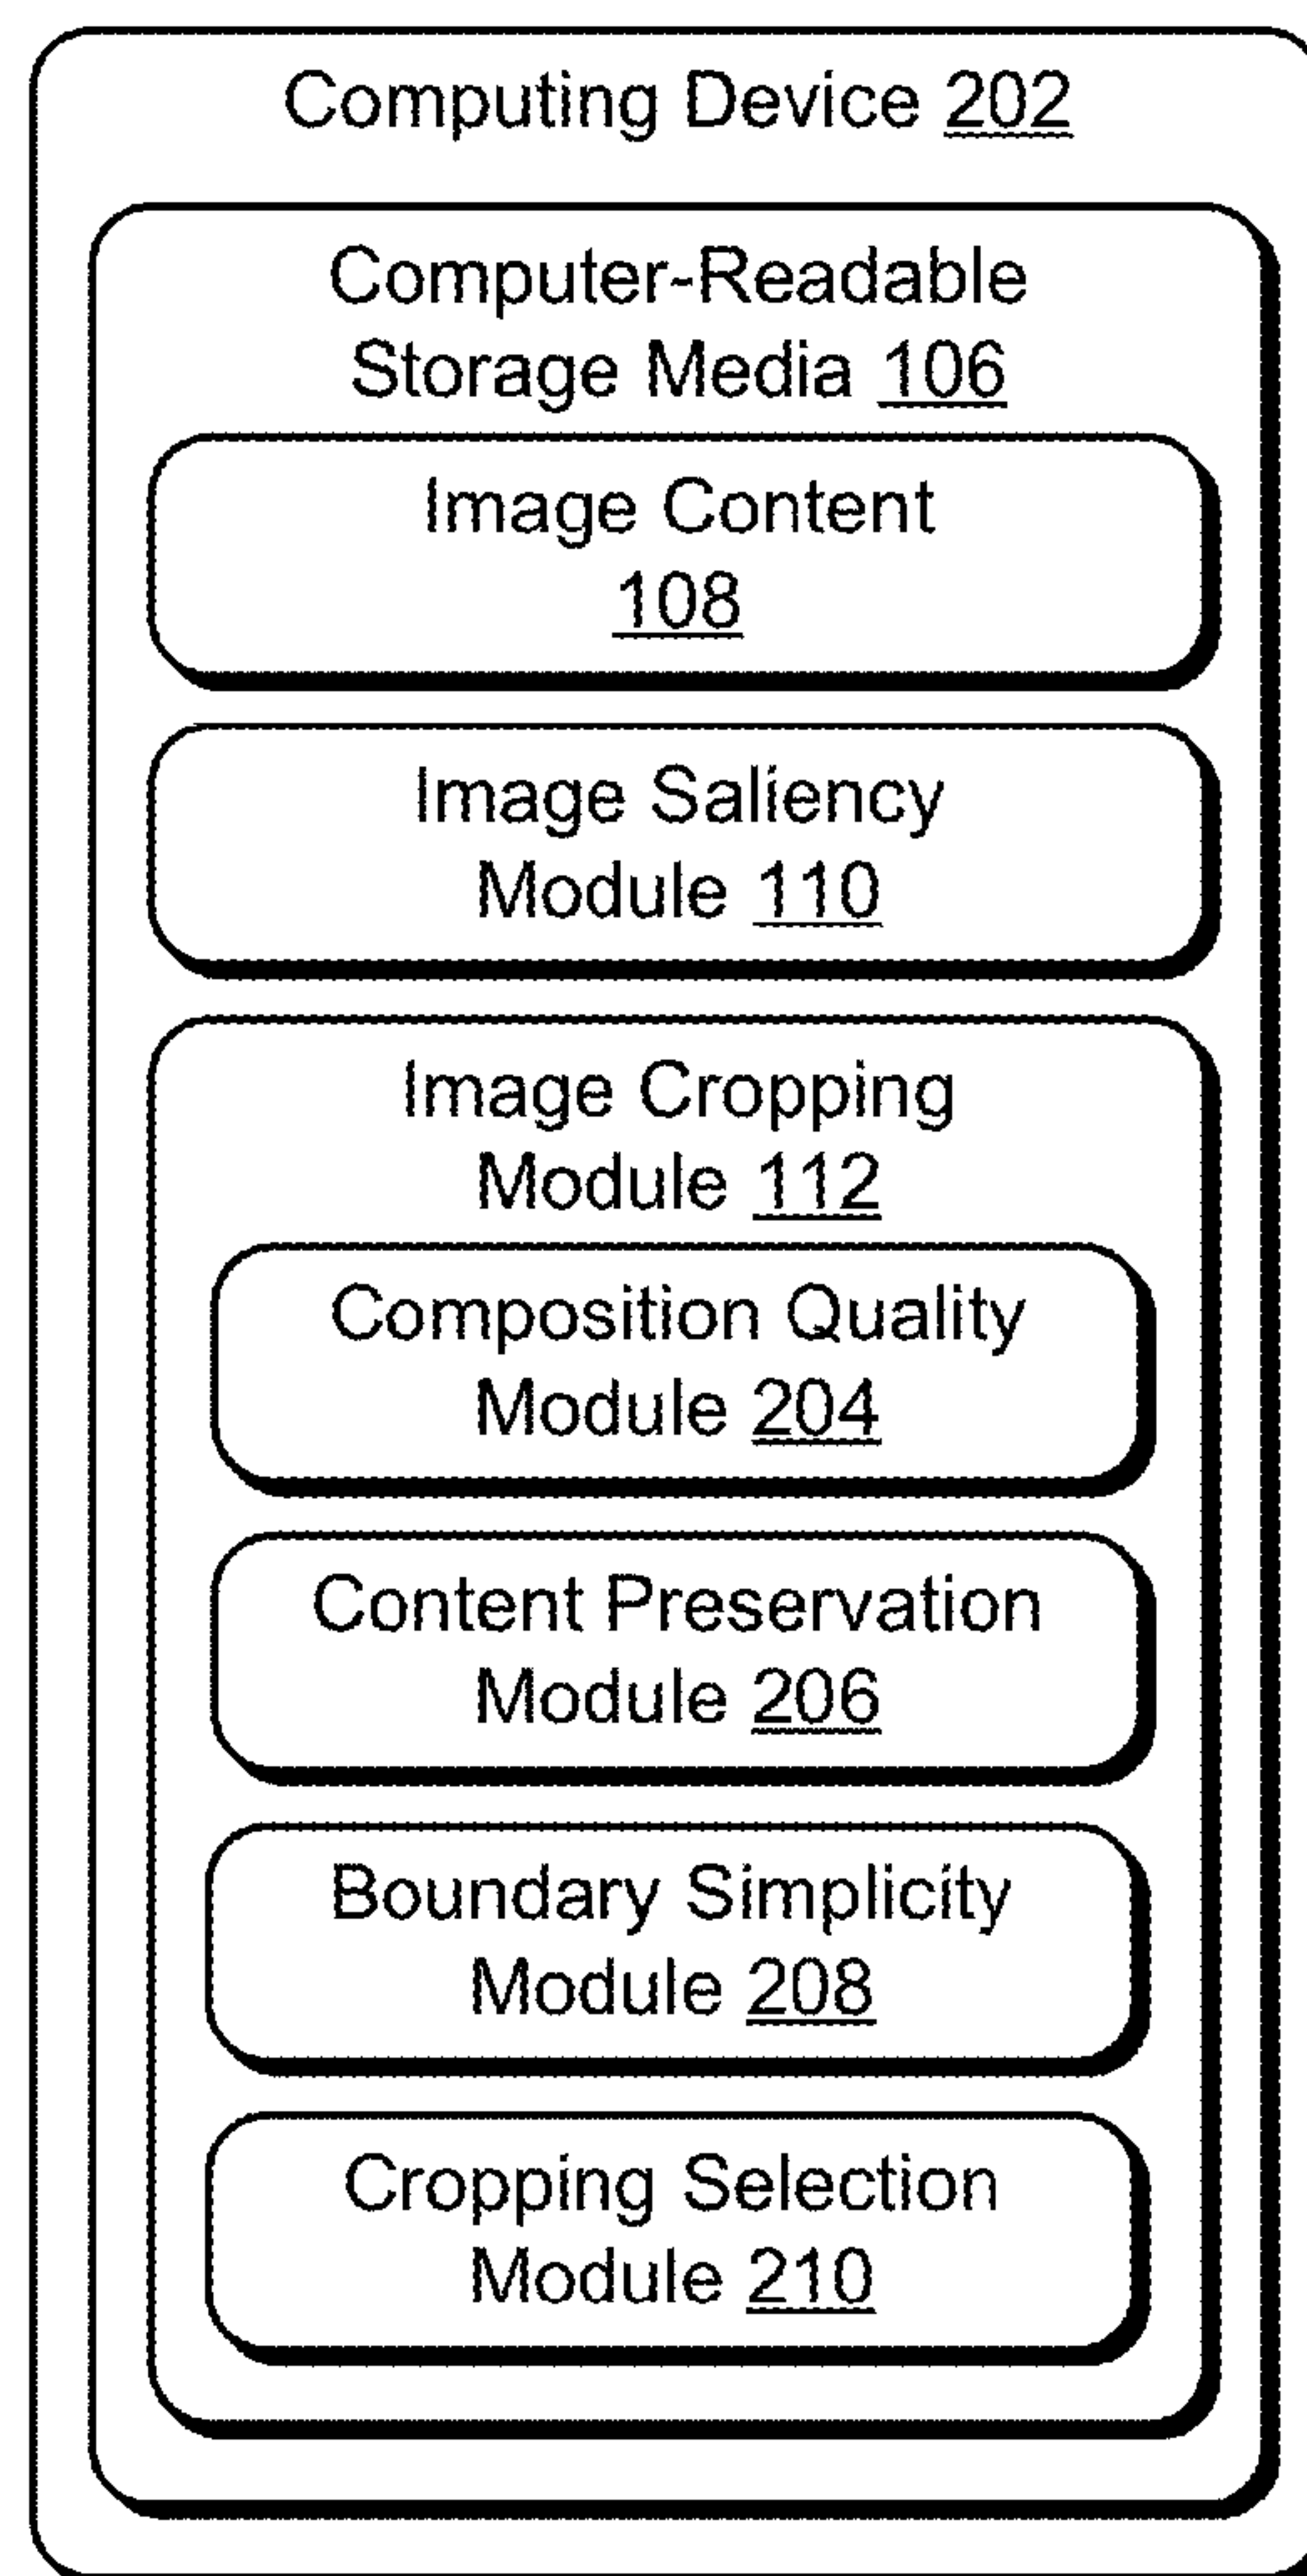 Computing Device 202
Computer-Readable
Storage Media 106
Image Content
108
Image Saliency
Module 110
Image Cropping
Module 112
Composition Quality
Module 204
Content Preservation
Module 206
Boundary Simplicity
Module 208
Cropping Selection
Module 210